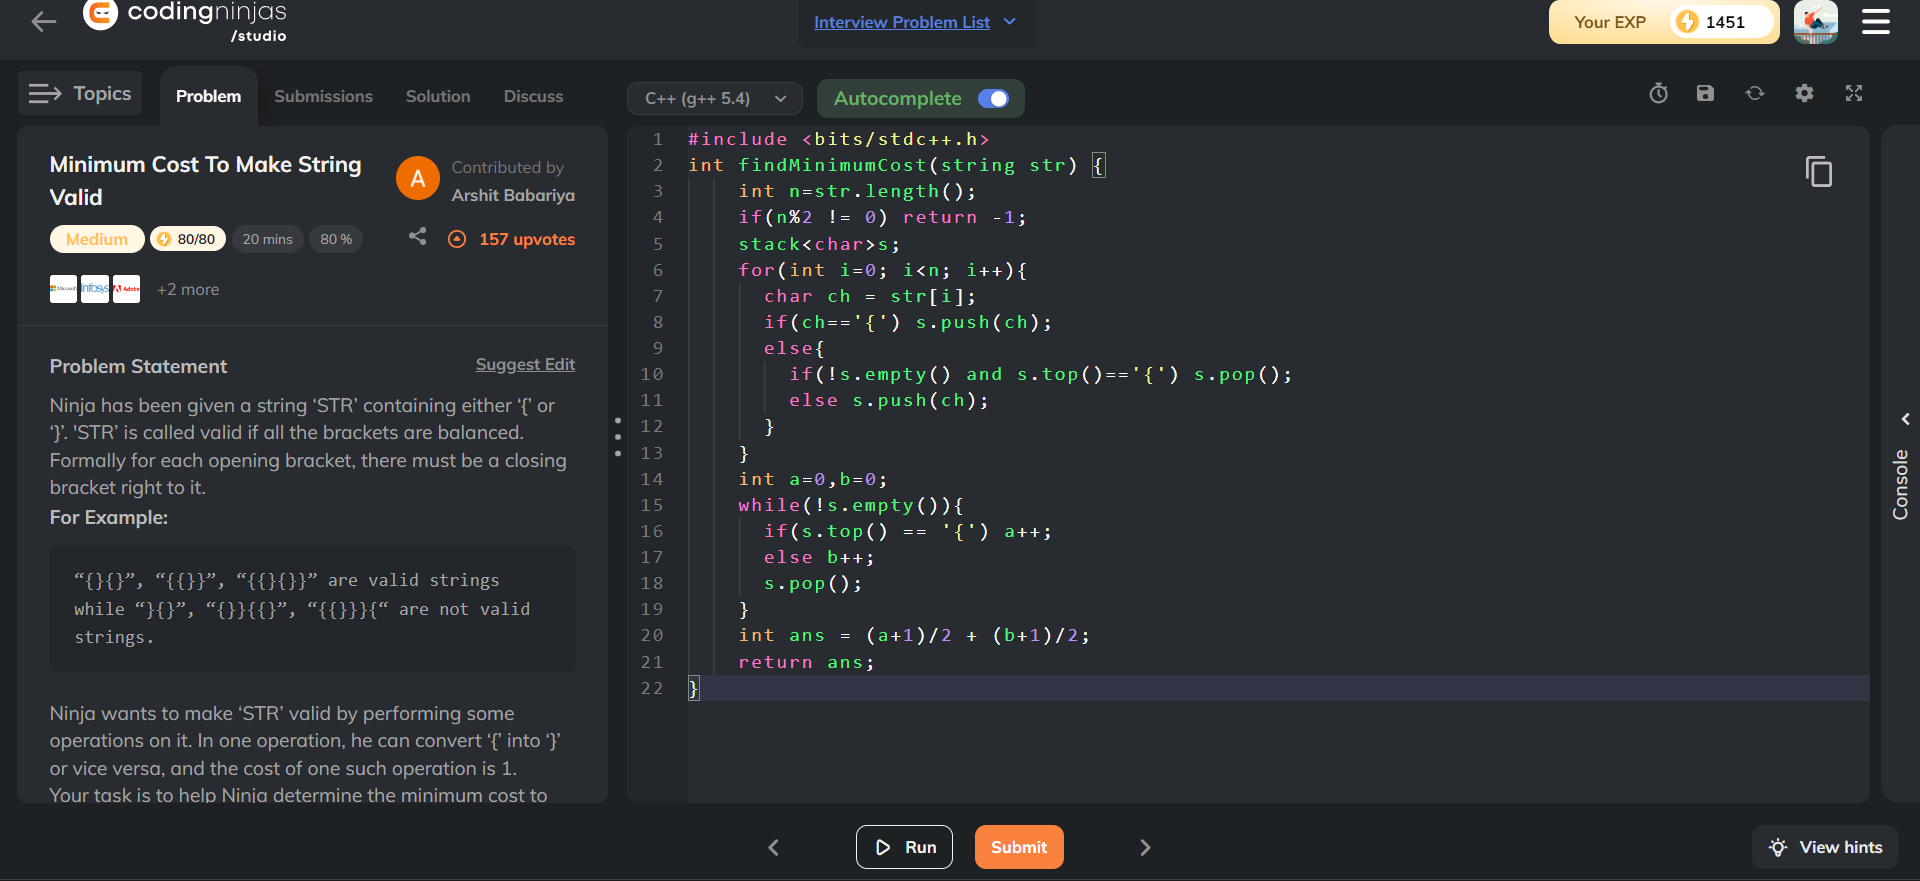 codingninjas
/studio
Interview Problem List
Your EXP 1451
Topics
Problem Submissions Solution Discuss
Minimum Cost To Make String
Valid
A
Contributed by
Arshit Babariya
Medium 80/80 20 mins 80 %
157 upvotes
Microsoft Infosys Adobe +2 more
Problem Statement
Suggest Edit
Ninja has been given a string ‘STR’ containing either ‘{’ or
‘}’. 'STR’ is called valid if all the brackets are balanced.
Formally for each opening bracket, there must be a closing
bracket right to it.
For Example:
“{}{}”, “{{}}”, “{{}{}}” are valid strings
while “}{}”, “{}}{{}”, “{{}}}{“ are not valid
strings.
Ninja wants to make ‘STR’ valid by performing some
operations on it. In one operation, he can convert ‘{’ into ‘}’
or vice versa, and the cost of one such operation is 1.
Your task is to help Ninja determine the minimum cost to
C++ (g++ 5.4)
Autocomplete
1 #include <bits/stdc++.h>
2 int findMinimumCost(string str) {
3 int n=str.length();
4 if(n%2 != 0) return -1;
5 stack<char>s;
6 for(int i=0; i<n; i++){
7 char ch = str[i];
8 if(ch=='{') s.push(ch);
9 else{
10 if(!s.empty() and s.top()=='{') s.pop();
11 else s.push(ch);
12 }
13 }
14 int a=0,b=0;
15 while(!s.empty()){
16 if(s.top() == '{') a++;
17 else b++;
18 s.pop();
19 }
20 int ans = (a+1)/2 + (b+1)/2;
21 return ans;
22 }
Console
Run
Submit
View hints